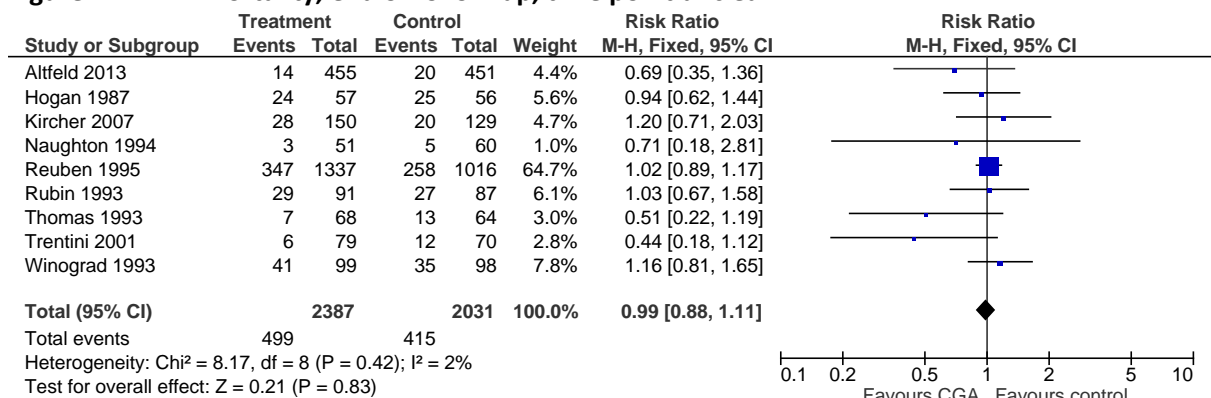 Treatment Control Risk Ratio Risk Ratio
Study or Subgroup Events Total Events Total Weight M-H, Fixed, 95% CI M-H, Fixed, 95% CI
Altfeld 2013 14 455 20 451 4.4% 0.69 [0.35, 1.36]
Hogan 1987 24 57 25 56 5.6% 0.94 [0.62, 1.44]
Kircher 2007 28 150 20 129 4.7% 1.20 [0.71, 2.03]
Naughton 1994 3 51 5 60 1.0% 0.71 [0.18, 2.81]
Reuben 1995 347 1337 258 1016 64.7% 1.02 [0.89, 1.17]
Rubin 1993 29 91 27 87 6.1% 1.03 [0.67, 1.58]
Thomas 1993 7 68 13 64 3.0% 0.51 [0.22, 1.19]
Trentini 2001 6 79 12 70 2.8% 0.44 [0.18, 1.12]
Winograd 1993 41 99 35 98 7.8% 1.16 [0.81, 1.65]
Total (95% CI) 2387 2031 100.0% 0.99 [0.88, 1.11]
Total events 499 415
Heterogeneity: Chi² = 8.17, df = 8 (P = 0.42); I² = 2%
Test for overall effect: Z = 0.21 (P = 0.83)
0.1 0.2 0.5 1 2 5 10
Favours CGA Favours control